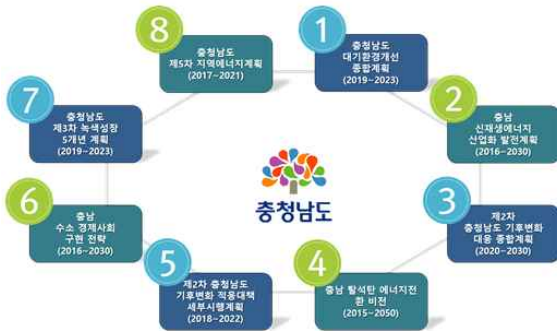 1
충청남도
대기환경개선
종합계획
(2019~2023)
2
충남
신재생에너지
산업화 발전계획
(2016~2030)
3
제2차
충청남도 기후변화
대응 종합계획
(2020~2030)
4
충남 탈석탄 에너지전
환 비전
(2015~2050)
5
제2차 충청남도
기후변화 적응대책
세부시행계획
(2018~2022)
6
충남
수소 경제사회
구현 전략
(2016~2030)
7
충청남도
제3차 녹색성장
5개년 계획
(2019~2023)
8
충청남도
제5차 지역에너지계획
(2017~2021)
충청남도